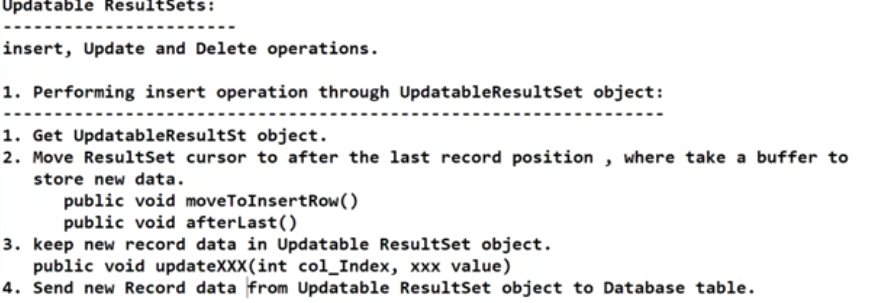 Updatable ResultSets:
-----------------------
insert, Update and Delete operations.
1. Performing insert operation through UpdatableResultSet object:
-----------------------------------------------------------------
1. Get UpdatableResultSt object.
2. Move ResultSet cursor to after the last record position , where take a buffer to
store new data.
public void moveToInsertRow()
public void afterLast()
3. keep new record data in Updatable ResultSet object.
public void updateXXX(int col_Index, xxx value)
4. Send new Record data from Updatable ResultSet object to Database table.